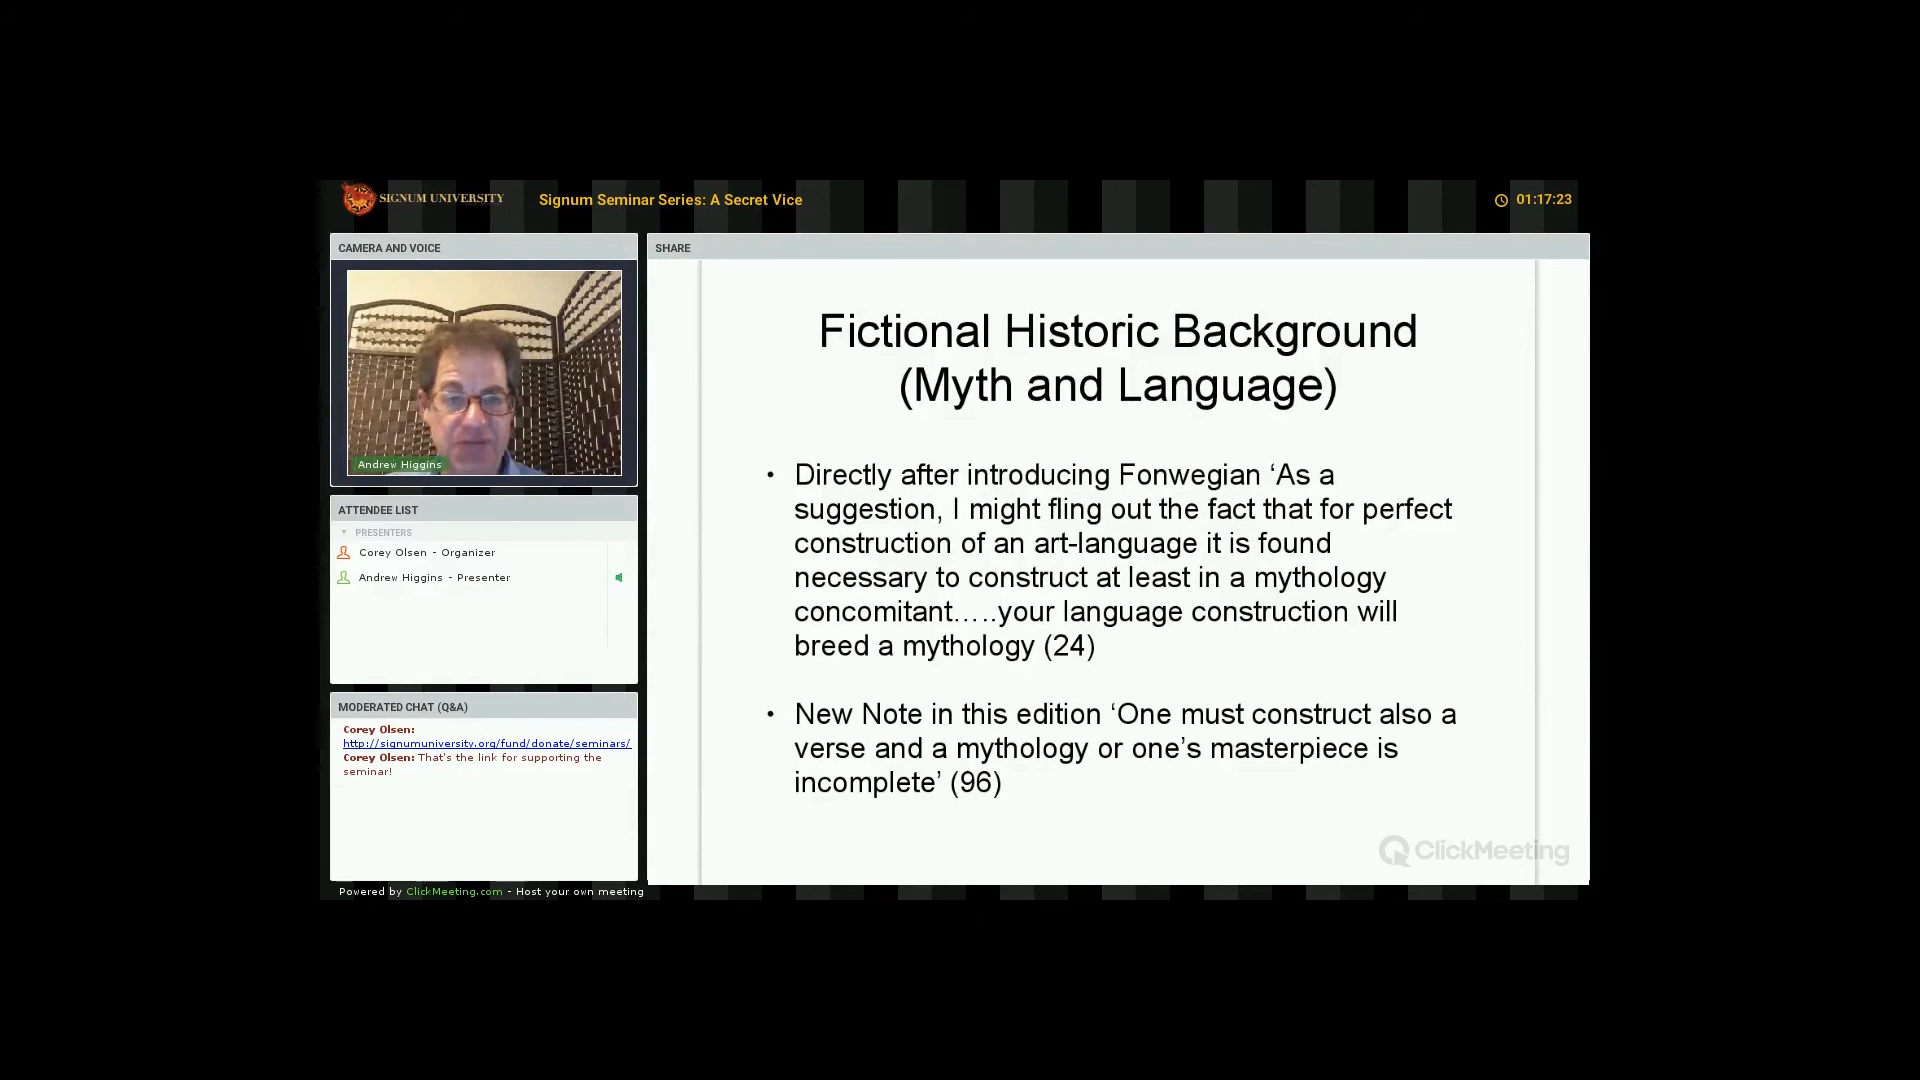 SIGNUM UNIVERSITY
Signum Seminar Series: A Secret Vice
01:17:23
CAMERA AND VOICE
Andrew Higgins
ATTENDEE LIST
PRESENTERS
Corey Olsen - Organizer
Andrew Higgins - Presenter
MODERATED CHAT (Q&A)
Corey Olsen:
http://signumuniversity.org/fund/donate/seminars/
Corey Olsen: That's the link for supporting the
seminar!
Powered by ClickMeeting.com - Host your own meeting
SHARE
Fictional Historic Background
(Myth and Language)
• Directly after introducing Fonwegian ‘As a
suggestion, I might fling out the fact that for perfect
construction of an art-language it is found
necessary to construct at least in a mythology
concomitant…..your language construction will
breed a mythology (24)
• New Note in this edition ‘One must construct also a
verse and a mythology or one’s masterpiece is
incomplete’ (96)
ClickMeeting